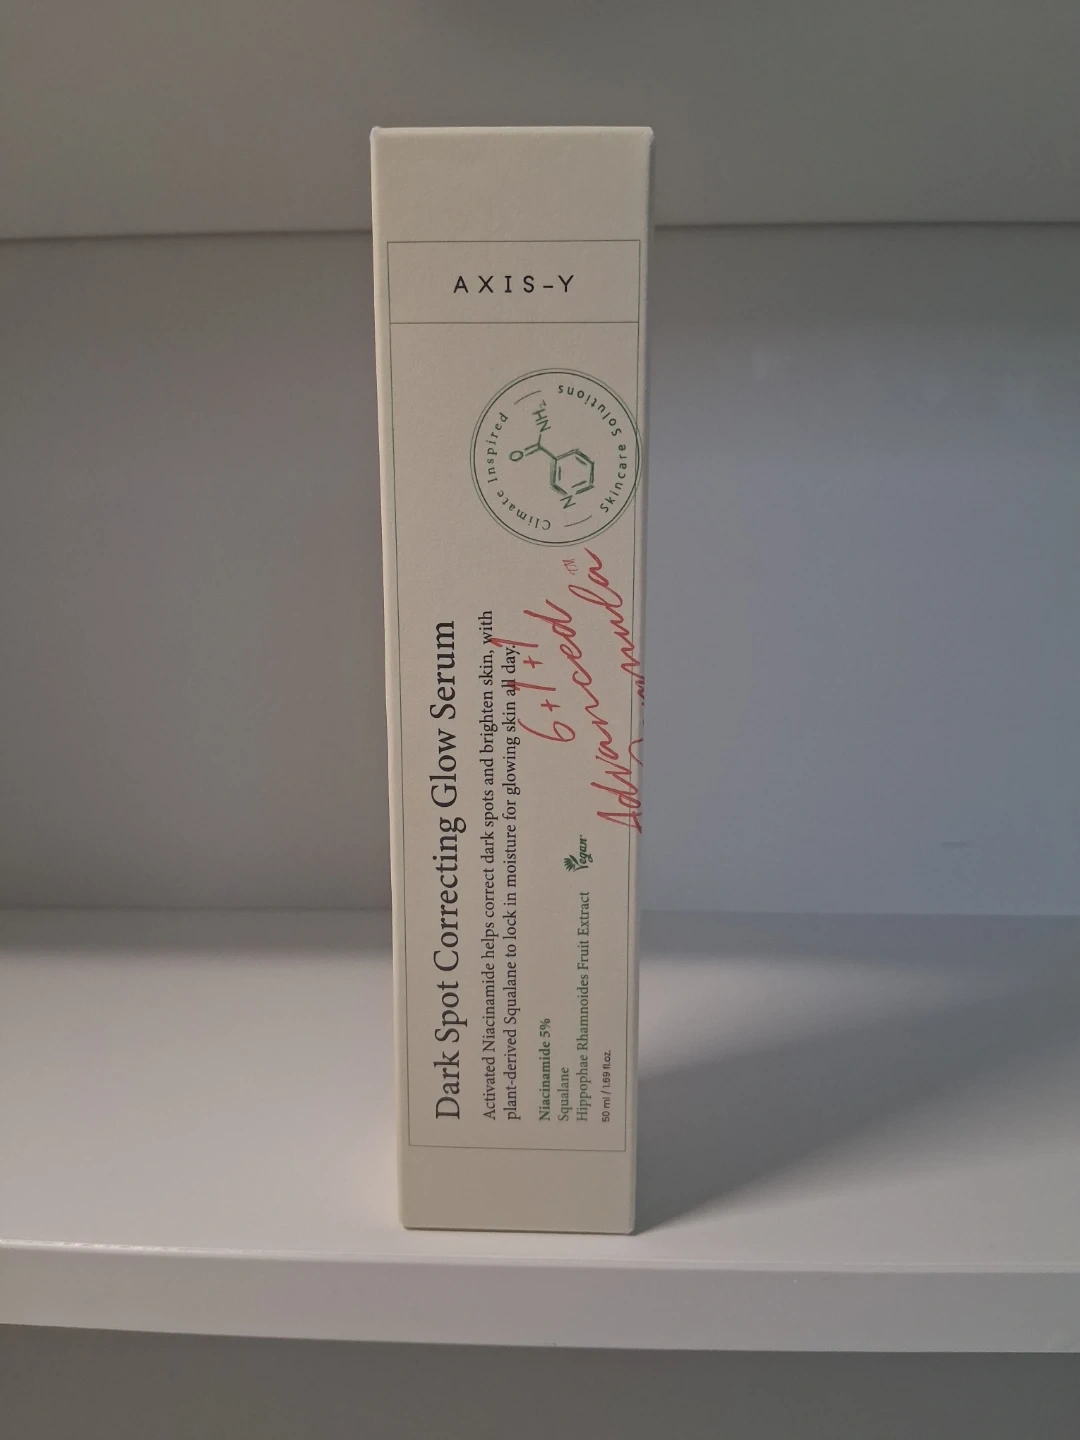 AXIS-Y
Climate Inspired
Skincare Solutions
O
NH₂
N
Dark Spot Correcting Glow Serum
Activated Niacinamide helps correct dark spots and brighten skin, with
plant-derived Squalane to lock in moisture for glowing skin all day.
6+1+1
Advanced™
Niacinamide 5%
Squalane
Hippophae Rhamnoides Fruit Extract
Vegan
50 ml / 1.69 fl.oz.